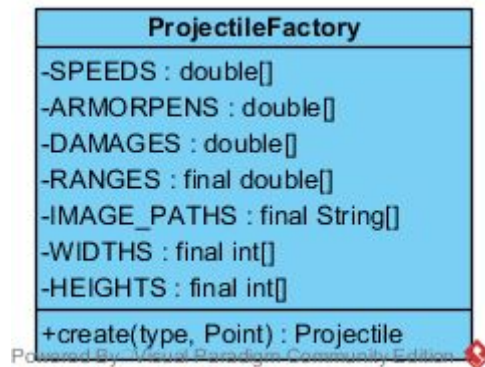 ProjectileFactory
-SPEEDS : double[]
-ARMORPENS : double[]
-DAMAGES : double[]
-RANGES : final double[]
-IMAGE_PATHS : final String[]
-WIDTHS : final int[]
-HEIGHTS : final int[]
+create(type, Point) : Projectile
Powered By Visual Paradigm Community Edition